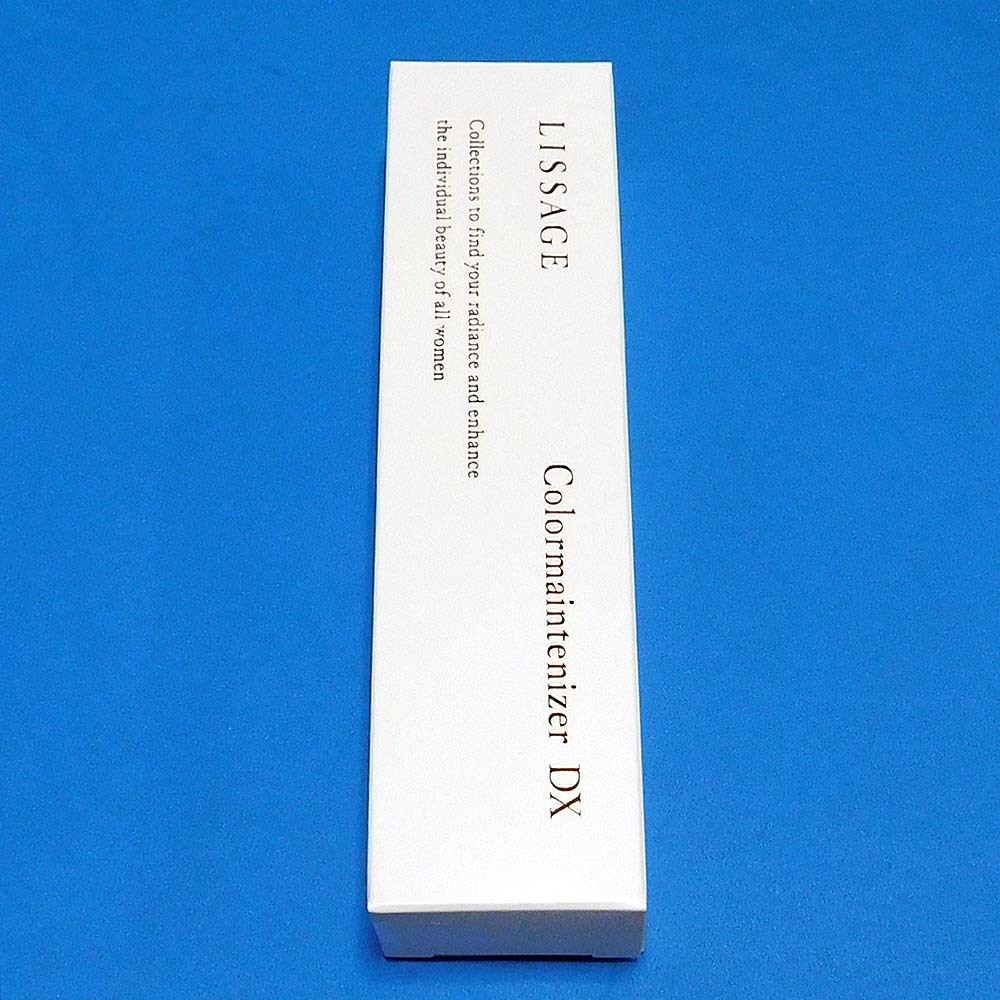 LISSAGE
Colormaintenizer DX
Collections to find your radiance and enhance
the individual beauty of all women